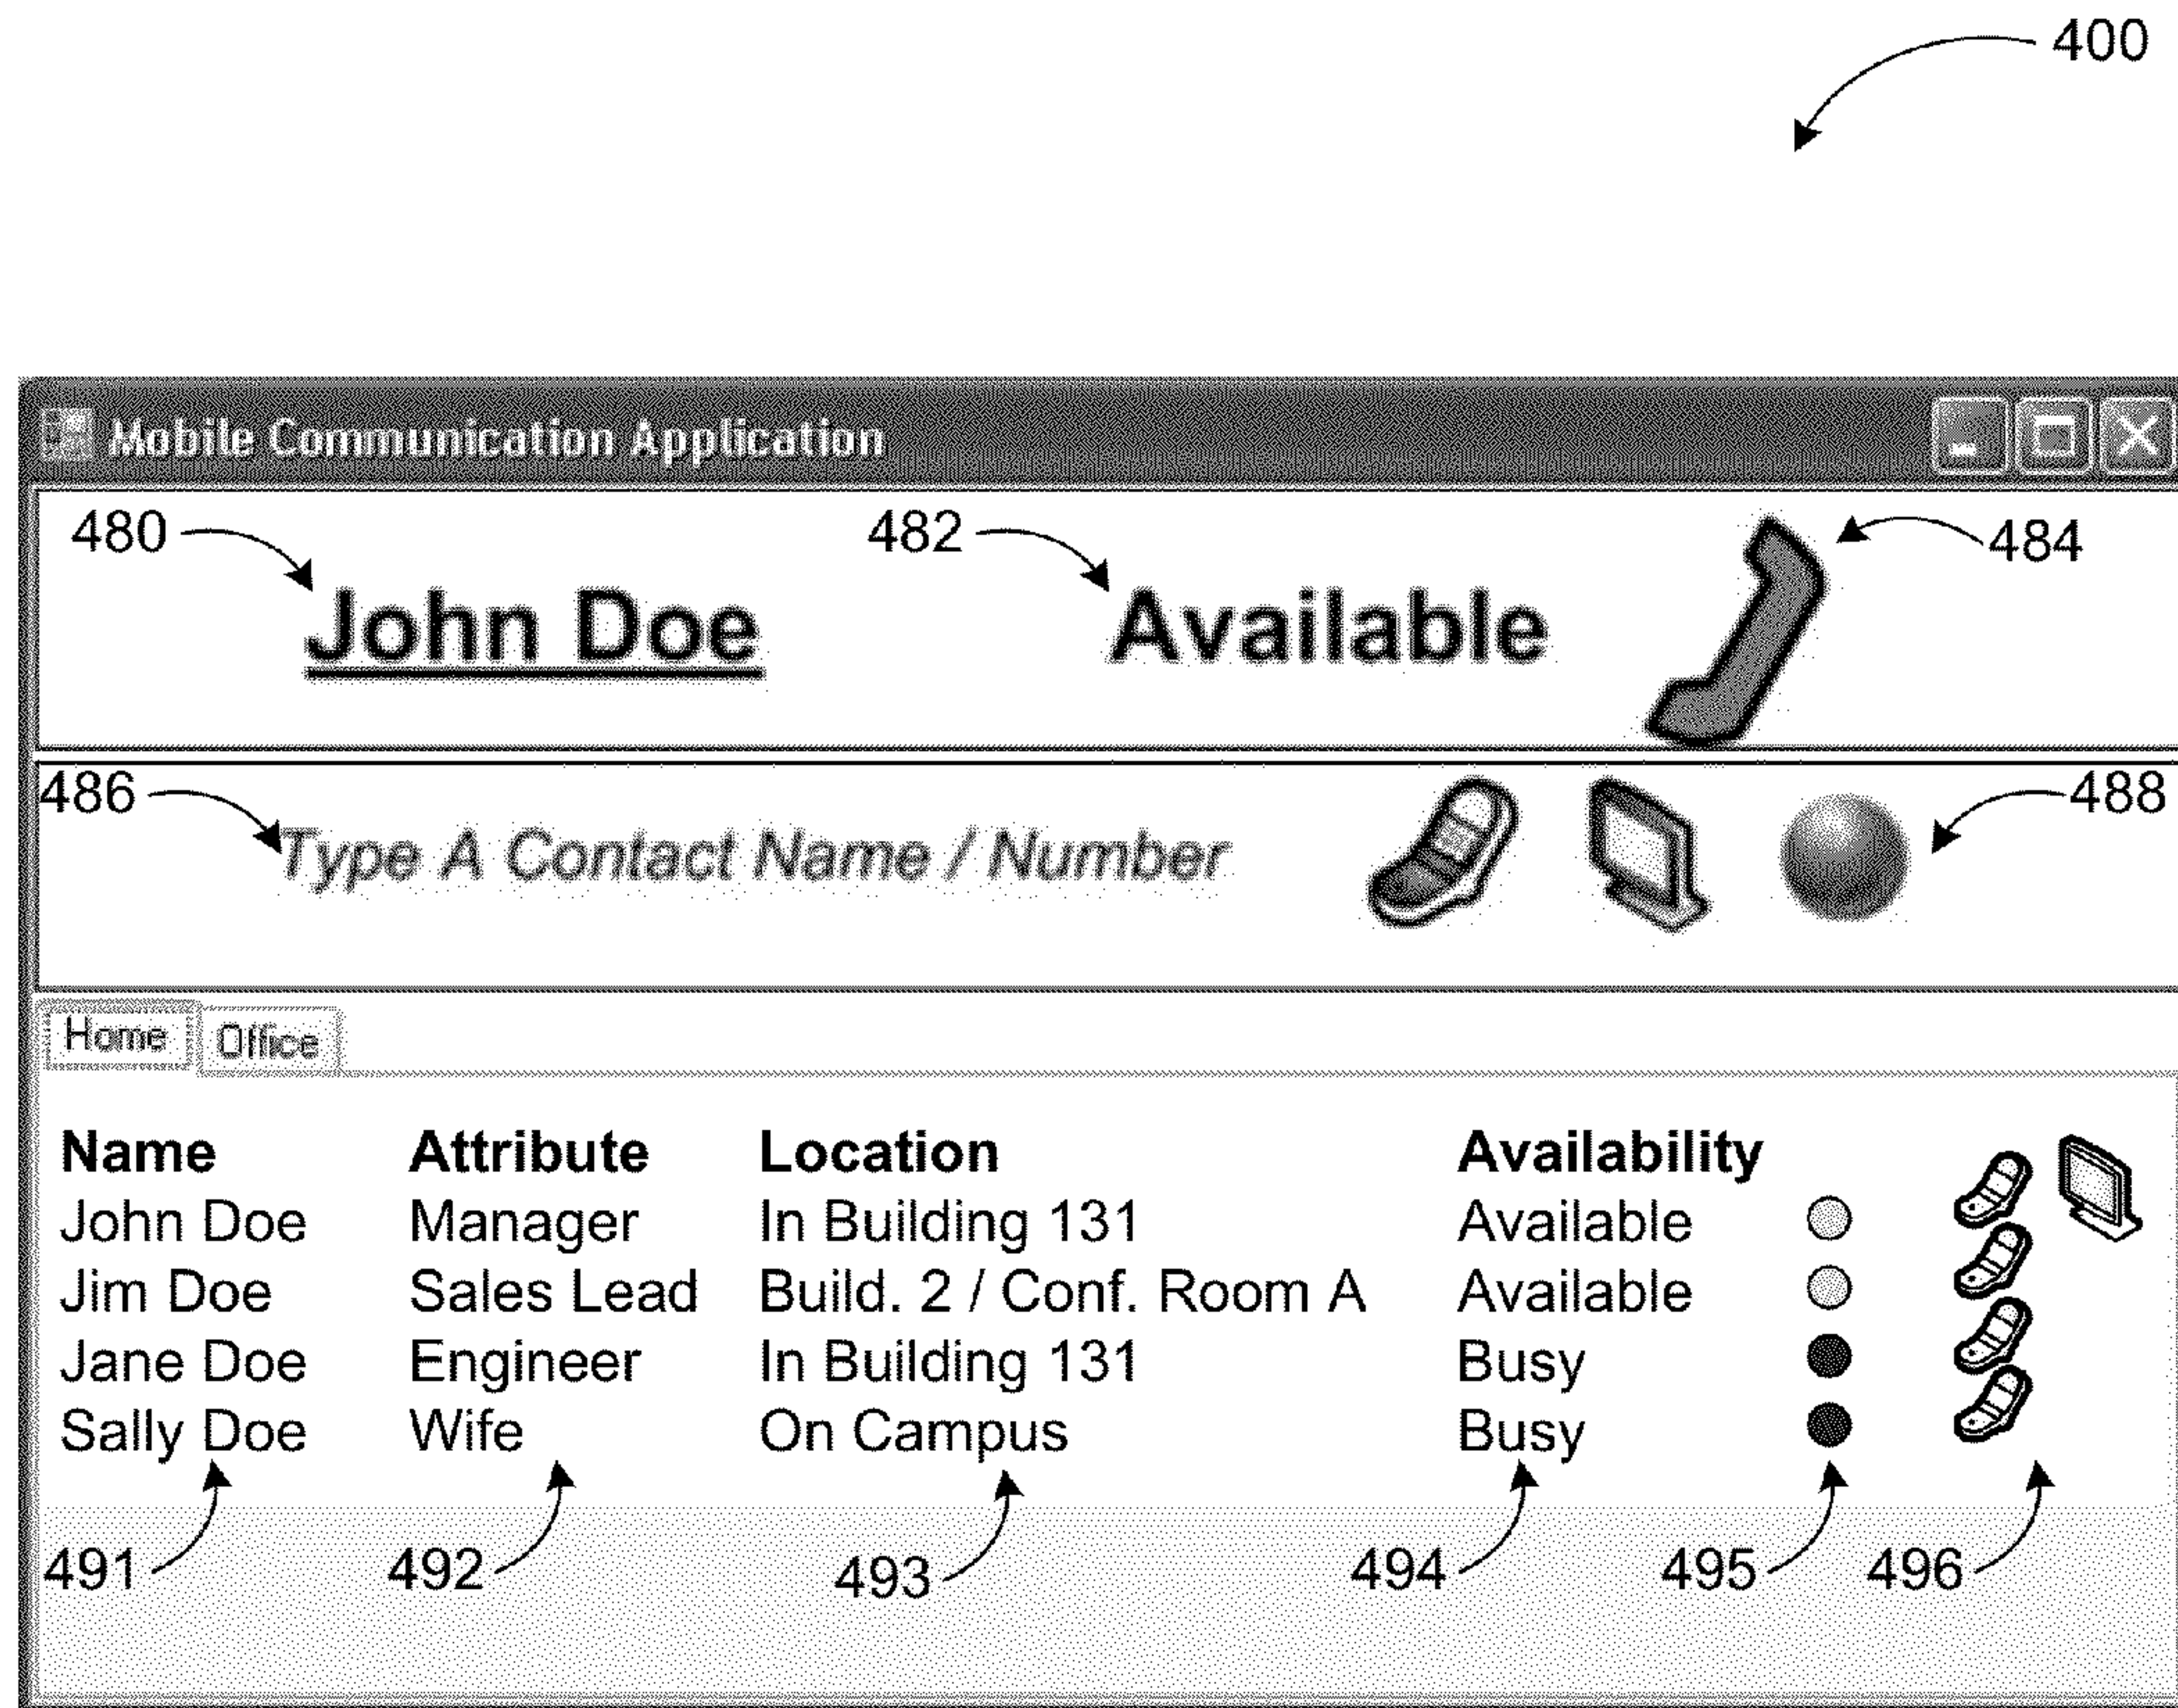 400
Mobile Communication Application
480 482 484
John Doe Available
486 488
Type A Contact Name / Number
Home Office
Name Attribute Location Availability
John Doe Manager In Building 131 Available
Jim Doe Sales Lead Build. 2 / Conf. Room A Available
Jane Doe Engineer In Building 131 Busy
Sally Doe Wife On Campus Busy
491 492 493 494 495 496